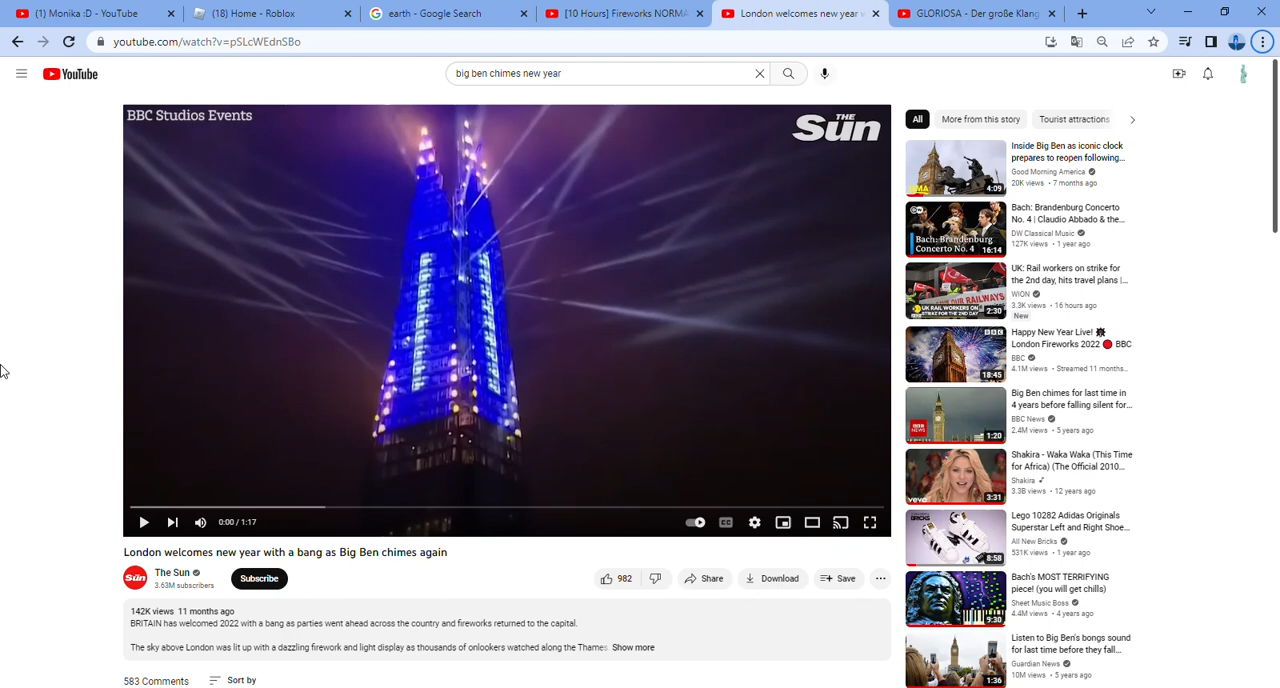 (1) Monika :D - YouTube
(18) Home - Roblox
earth - Google Search
[10 Hours] Fireworks NORMA
London welcomes new year w
GLORIOSA - Der große Klang
youtube.com/watch?v=pSLcWEdnSBo
YouTube
big ben chimes new year
BBC Studios Events
THE Sun
0:00 / 1:17
London welcomes new year with a bang as Big Ben chimes again
Sun
The Sun
3.63M subscribers
Subscribe
982
Share
Download
Save
142K views 11 months ago
BRITAIN has welcomed 2022 with a bang as parties went ahead across the country and fireworks returned to the capital.
The sky above London was lit up with a dazzling firework and light display as thousands of onlookers watched along the Thames. Show more
583 Comments
Sort by
All
More from this story
Tourist attractions
4:09
Inside Big Ben as iconic clock
prepares to reopen following...
Good Morning America
20K views • 7 months ago
Bach: Brandenburg
Concerto No. 4
16:14
Bach: Brandenburg Concerto
No. 4 | Claudio Abbado & the...
DW Classical Music
127K views • 1 year ago
UK RAIL WORKERS ON
STRIKE FOR THE 2ND DAY
2:30
UK: Rail workers on strike for
the 2nd day, hits travel plans |...
WION
3.3K views • 16 hours ago
New
BBC
18:45
Happy New Year Live! 🎆
London Fireworks 2022 🔴 BBC
BBC
4.1M views • Streamed 11 months...
BBC
NEWS
1:20
Big Ben chimes for last time in
4 years before falling silent for...
BBC News
2.4M views • 5 years ago
vevo
3:31
Shakira - Waka Waka (This Time
for Africa) (The Official 2010...
Shakira
3.3B views • 12 years ago
BRICKS
8:58
Lego 10282 Adidas Originals
Superstar Left and Right Shoe...
All New Bricks
531K views • 1 year ago
9:30
Bach's MOST TERRIFYING
piece! (you will get chills)
Sheet Music Boss
4.4M views • 4 years ago
1:36
Listen to Big Ben's bongs sound
for last time before they fall...
Guardian News
10M views • 5 years ago